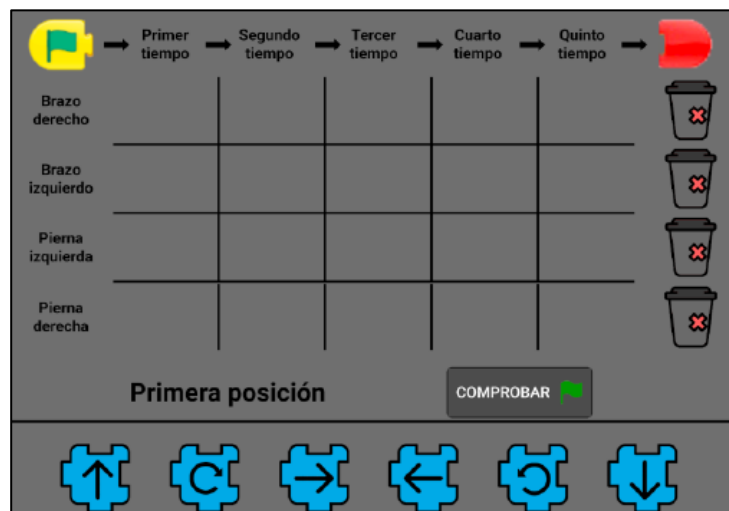 Primer tiempo
Segundo tiempo
Tercer tiempo
Cuarto tiempo
Quinto tiempo
Brazo
derecho
Brazo
izquierdo
Pierna
izquierda
Pierna
derecha
Primera posición
COMPROBAR